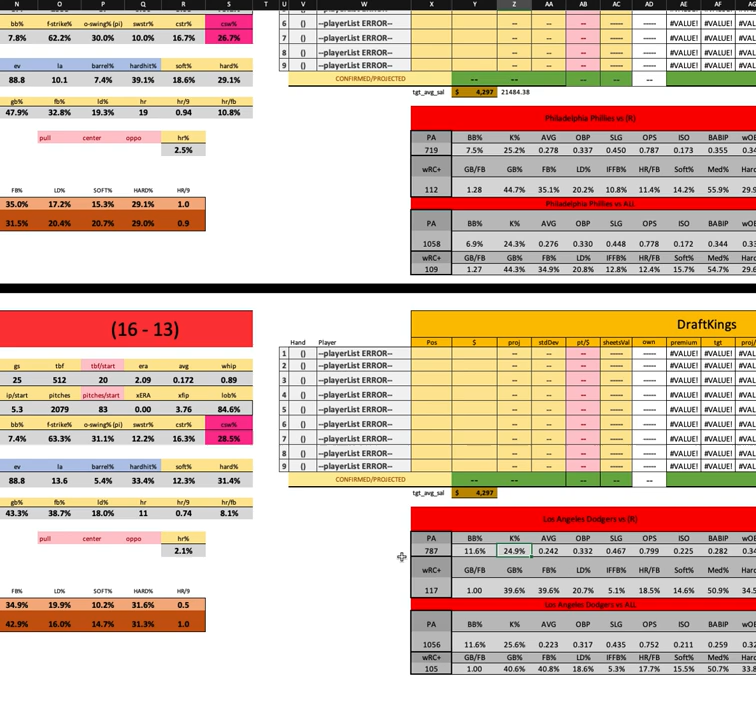 N O P Q R S T U V W X Y Z AA AB AC AD AE AF AG
bb% f-strike% o-swing% (pi) swstr% cstr% csw% 6 () --playerList ERROR-- -- -- -- ----- ----- #VALUE! #VALUE! #VAL
7.8% 62.2% 30.0% 10.0% 16.7% 26.7% 7 () --playerList ERROR-- -- -- -- ----- ----- #VALUE! #VALUE! #VAL
8 () --playerList ERROR-- -- -- -- ----- ----- #VALUE! #VALUE! #VAL
ev la barrel% hardhit% soft% hard% 9 () --playerList ERROR-- -- -- -- ----- ----- #VALUE! #VALUE! #VAL
88.8 10.1 7.4% 39.1% 18.6% 29.1% CONFIRMED/PROJECTED -- -- -- -- --
tgt_avg_sal $ 4,297 21484.38
gb% fb% ld% hr hr/9 hr/fb
47.9% 32.8% 19.3% 19 0.94 10.8% Philadelphia Phillies vs (R)
pull center oppo hr% PA BB% K% AVG OBP SLG OPS ISO BABIP wO
2.5% 719 7.5% 25.2% 0.278 0.337 0.450 0.787 0.173 0.355 0.34
wRC+ GB/FB GB% FB% LD% IFFB% HR/FB Soft% Med% Hard
FB% LD% SOFT% HARD% HR/9 112 1.28 44.7% 35.1% 20.2% 10.8% 11.4% 14.2% 55.9% 29.9
35.0% 17.2% 15.3% 29.1% 1.0 Philadelphia Phillies vs ALL
31.5% 20.4% 20.7% 29.0% 0.9 PA BB% K% AVG OBP SLG OPS ISO BABIP wO
1058 6.9% 24.3% 0.276 0.330 0.448 0.778 0.172 0.344 0.33
wRC+ GB/FB GB% FB% LD% IFFB% HR/FB Soft% Med% Hard
109 1.27 44.3% 34.9% 20.8% 12.8% 12.4% 15.7% 54.7% 29.6
(16 - 13) DraftKings
Hand Player Pos $ proj stdDev pt/$ sheetsVal own premium tgt proj/
1 () --playerList ERROR-- -- -- -- ----- ----- #VALUE! #VALUE! #VAL
gs tbf tbf/start era avg whip 2 () --playerList ERROR-- -- -- -- ----- ----- #VALUE! #VALUE! #VAL
25 512 20 2.09 0.172 0.89 3 () --playerList ERROR-- -- -- -- ----- ----- #VALUE! #VALUE! #VAL
ip/start pitches pitches/start xERA xfip lob% 4 () --playerList ERROR-- -- -- -- ----- ----- #VALUE! #VALUE! #VAL
5.3 2079 83 0.00 3.76 84.6% 5 () --playerList ERROR-- -- -- -- ----- ----- #VALUE! #VALUE! #VAL
bb% f-strike% o-swing% (pi) swstr% cstr% csw% 6 () --playerList ERROR-- -- -- -- ----- ----- #VALUE! #VALUE! #VAL
7.4% 63.3% 31.1% 12.2% 16.3% 28.5% 7 () --playerList ERROR-- -- -- -- ----- ----- #VALUE! #VALUE! #VAL
8 () --playerList ERROR-- -- -- -- ----- ----- #VALUE! #VALUE! #VAL
ev la barrel% hardhit% soft% hard% 9 () --playerList ERROR-- -- -- -- ----- ----- #VALUE! #VALUE! #VAL
88.8 13.6 5.4% 33.4% 12.3% 31.4% CONFIRMED/PROJECTED -- -- -- -- --
tgt_avg_sal $ 4,297
gb% fb% ld% hr hr/9 hr/fb
43.3% 38.7% 18.0% 11 0.74 8.1% Los Angeles Dodgers vs (R)
pull center oppo hr% PA BB% K% AVG OBP SLG OPS ISO BABIP wO
2.1% 787 11.6% 24.9% 0.242 0.332 0.467 0.799 0.225 0.282 0.34
wRC+ GB/FB GB% FB% LD% IFFB% HR/FB Soft% Med% Hard
FB% LD% SOFT% HARD% HR/9 117 1.00 39.6% 39.6% 20.7% 5.1% 18.5% 14.6% 50.9% 34.5
34.9% 19.9% 10.2% 31.6% 0.5 Los Angeles Dodgers vs ALL
42.9% 16.0% 14.7% 31.3% 1.0 PA BB% K% AVG OBP SLG OPS ISO BABIP wO
1056 11.6% 25.6% 0.223 0.317 0.435 0.752 0.211 0.259 0.32
wRC+ GB/FB GB% FB% LD% IFFB% HR/FB Soft% Med% Hard
105 1.00 40.6% 40.8% 18.6% 5.3% 17.7% 15.5% 50.7% 33.8